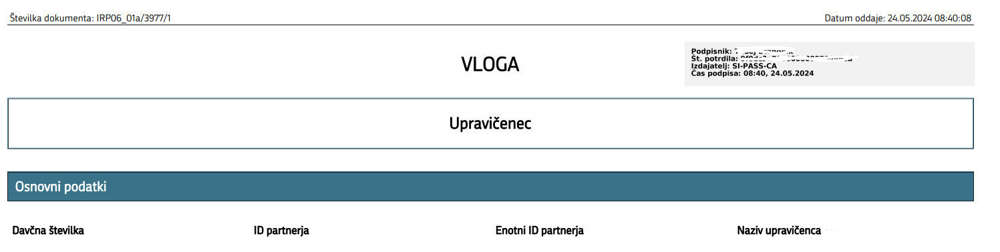 Številka dokumenta: IRP06_01a/3977/1
Datum oddaje: 24.05.2024 08:40:08
VLOGA
Podpisnik:
Št. potrdila:
Izdajatelj: SI-PASS-CA
Čas podpisa: 08:40, 24.05.2024
Upravičenec
Osnovni podatki
Davčna številka
ID partnerja
Enotni ID partnerja
Naziv upravičenca